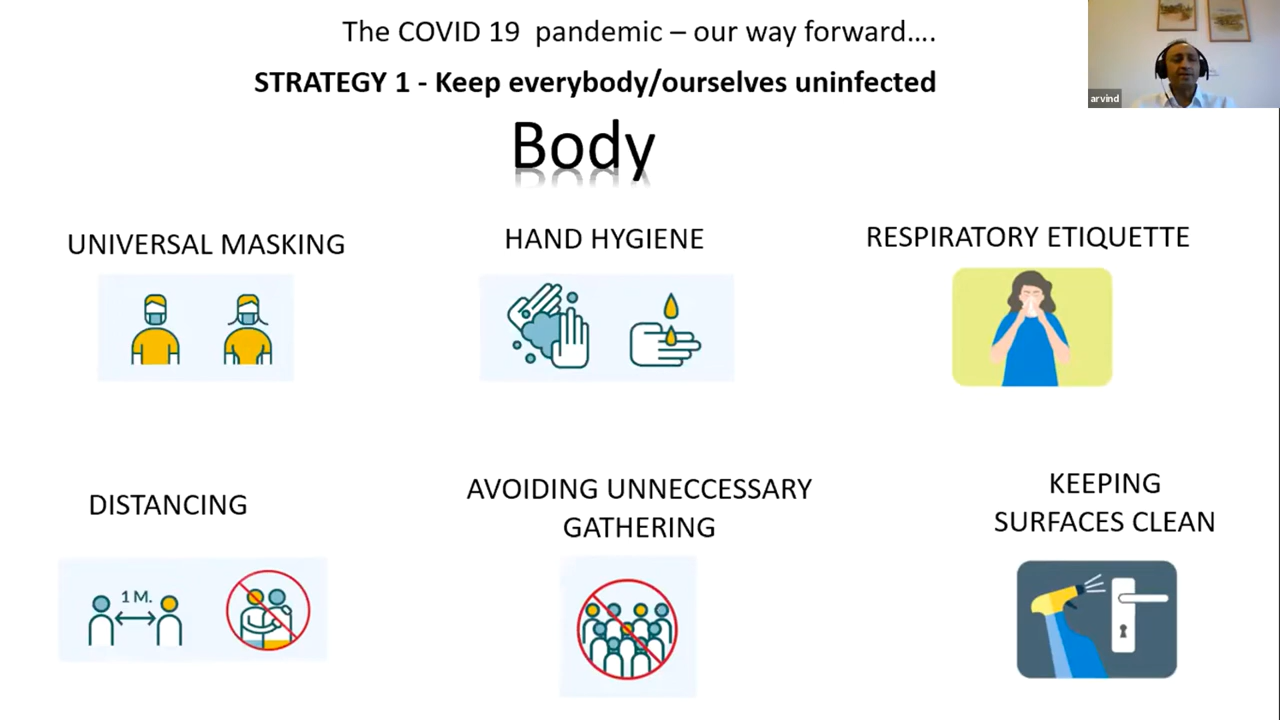 The COVID 19 pandemic – our way forward....
STRATEGY 1 - Keep everybody/ourselves uninfected
arvind
Body
UNIVERSAL MASKING
HAND HYGIENE
RESPIRATORY ETIQUETTE
DISTANCING
AVOIDING UNNECCESSARY
GATHERING
KEEPING
SURFACES CLEAN
1 M.